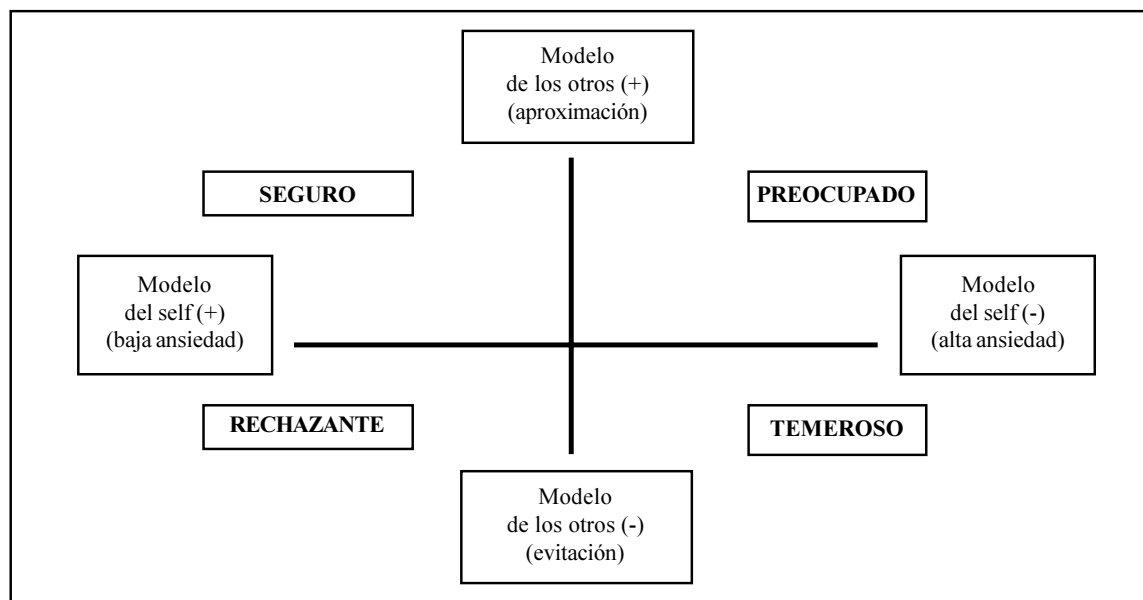 Modelo
de los otros (+)
(aproximación)
SEGURO
PREOCUPADO
Modelo
del self (+)
(baja ansiedad)
Modelo
del self (-)
(alta ansiedad)
RECHAZANTE
TEMEROSO
Modelo
de los otros (-)
(evitación)